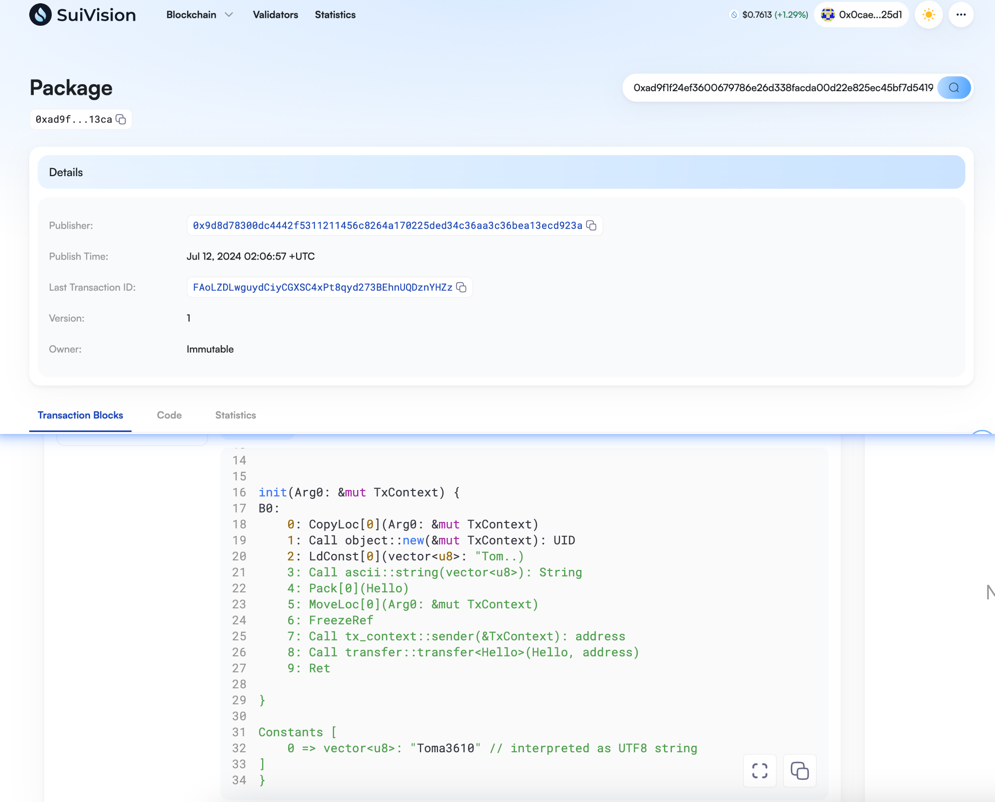 SuiVision
Blockchain Validators Statistics $0.7613 (+1.29%) 0x0cae...25d1
Package
0xad9f1f24ef3600679786e26d338facda00d22e825ec45bf7d5419
0xad9f...13ca
Details
Publisher: 0x9d8d78300dc4442f5311211456c8264a170225ded34c36aa3c36bea13ecd923a
Publish Time: Jul 12, 2024 02:06:57 +UTC
Last Transaction ID: FAoLZDLwguydCiyCGXSC4xPt8qyd273BEhnUQDznYHZz
Version: 1
Owner: Immutable
Transaction Blocks Code Statistics
14
15
16 init(Arg0: &mut TxContext) {
17 B0:
18 0: CopyLoc[0](Arg0: &mut TxContext)
19 1: Call object::new(&mut TxContext): UID
20 2: LdConst[0](vector<u8>: "Tom..)
21 3: Call ascii::string(vector<u8>): String
22 4: Pack[0](Hello)
23 5: MoveLoc[0](Arg0: &mut TxContext)
24 6: FreezeRef
25 7: Call tx_context::sender(&TxContext): address
26 8: Call transfer::transfer<Hello>(Hello, address)
27 9: Ret
28
29 }
30
31 Constants [
32 0 => vector<u8>: "Toma3610" // interpreted as UTF8 string
33 ]
34 }